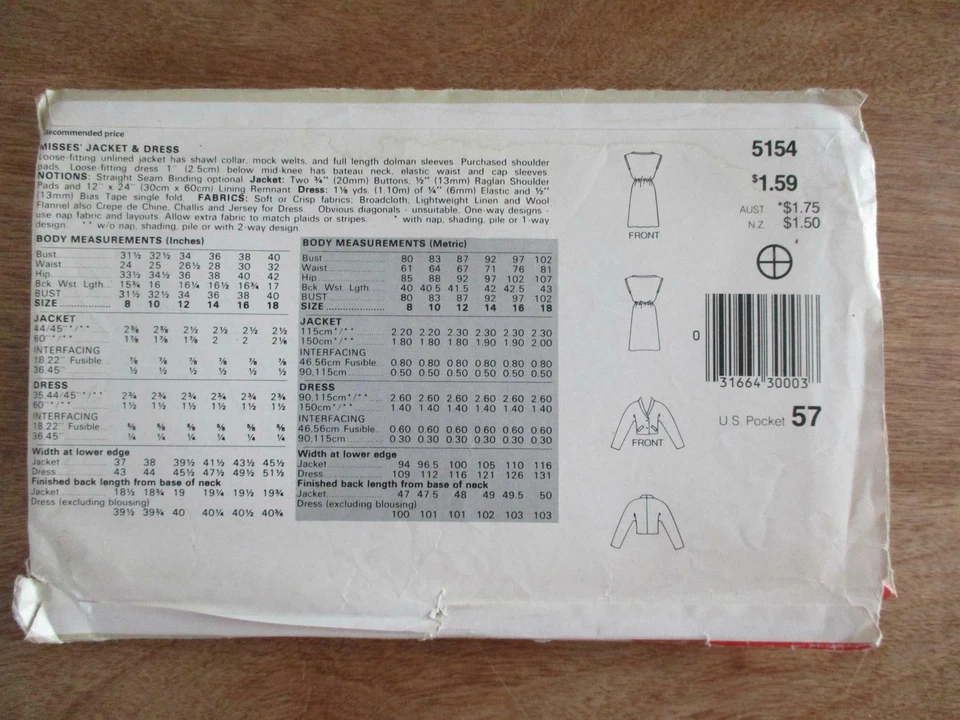 Recommended price
MISSES' JACKET & DRESS
Loose-fitting unlined jacket has shawl collar, mock welts, and full length dolman sleeves. Purchased shoulder
pads. Loose-fitting dress 1" (2.5cm) below mid-knee has bateau neck, elastic waist and cap sleeves.
NOTIONS: Straight Seam Binding optional Jacket: Two ¾" (20mm) Buttons, ½" (13mm) Raglan Shoulder
Pads and 12" x 24" (30cm x 60cm) Lining Remnant Dress: 1⅛ yds. (1.10m) of ¼" (6mm) Elastic and ½"
(13mm) Bias Tape single fold. FABRICS: Soft or Crisp fabrics; Broadcloth, Lightweight Linen and Wool
Flannel also Crepe de Chine, Challis and Jersey for Dress Obvious diagonals - unsuitable. One-way designs -
use nap fabric and layouts. Allow extra fabric to match plaids or stripes. * with nap, shading, pile or 1-way
design. ** w/o nap, shading, pile or with 2-way design
BODY MEASUREMENTS (Inches)
Bust 31½ 32½ 34 36 38 40
Waist 24 25 26½ 28 30 32
Hip 33½ 34½ 36 38 40 42
Bck Wst Lgth 15¾ 16 16¼ 16½ 16¾ 17
BUST 31½ 32½ 34 36 38 40
SIZE 8 10 12 14 16 18
JACKET
44/45"*/** 2⅜ 2⅜ 2½ 2½ 2½ 2½
60"*/** 1⅞ 1⅞ 1⅞ 2 2 2⅛
INTERFACING
18,22" Fusible ⅞ ⅞ ⅞ ⅞ ⅞ ⅞
36,45" ½ ½ ½ ½ ½ ½
DRESS
35,44/45"*/** 2¾ 2¾ 2¾ 2¾ 2¾ 2¾
60"*/** 1½ 1½ 1½ 1½ 1½ 1½
INTERFACING
18,22" Fusible ⅝ ⅝ ⅝ ⅝ ⅝ ⅝
36,45" ¼ ¼ ¼ ¼ ¼ ¼
Width at lower edge
Jacket 37 38 39½ 41½ 43½ 45½
Dress 43 44 45½ 47½ 49½ 51½
Finished back length from base of neck
Jacket 18½ 18¾ 19 19¼ 19½ 19¾
Dress (excluding blousing)
39½ 39¾ 40 40¼ 40½ 40¾
BODY MEASUREMENTS (Metric)
Bust 80 83 87 92 97 102
Waist 61 64 67 71 76 81
Hip 85 88 92 97 102 107
Bck Wst Lgth 40 40.5 41.5 42 42.5 43
BUST 80 83 87 92 97 102
SIZE 8 10 12 14 16 18
JACKET
115cm*/** 2.20 2.20 2.30 2.30 2.30 2.30
150cm*/** 1.80 1.80 1.80 1.90 1.90 2.00
INTERFACING
46,56cm Fusible 0.80 0.80 0.80 0.80 0.80 0.80
90,115cm 0.50 0.50 0.50 0.50 0.50 0.50
DRESS
90,115cm*/** 2.60 2.60 2.60 2.60 2.60 2.60
150cm*/** 1.40 1.40 1.40 1.40 1.40 1.40
INTERFACING
46,56cm Fusible 0.60 0.60 0.60 0.60 0.60 0.60
90,115cm 0.30 0.30 0.30 0.30 0.30 0.30
Width at lower edge
Jacket 94 96.5 100 105 110 116
Dress 109 112 116 121 126 131
Finished back length from base of neck
Jacket 47 47.5 48 49 49.5 50
Dress (excluding blousing)
100 101 101 102 103 103
FRONT
FRONT
5154
$1.59
AUST. *$1.75
N.Z. $1.50
0
31664 30003
U.S. Pocket 57